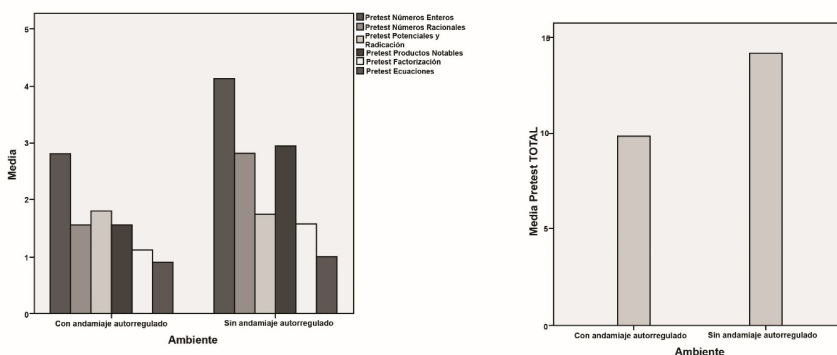 5
4
3
2
1
0
Media
Con andamiaje autorregulado
Sin andamiaje autorregulado
Ambiente
Pretest Números Enteros
Pretest Números Racionales
Pretest Potenciales y
Radicación
Pretest Productos Notables
Pretest Factorización
Pretest Ecuaciones
15
10
5
0
Media Pretest TOTAL
Con andamiaje autorregulado
Sin andamiaje autorregulado
Ambiente